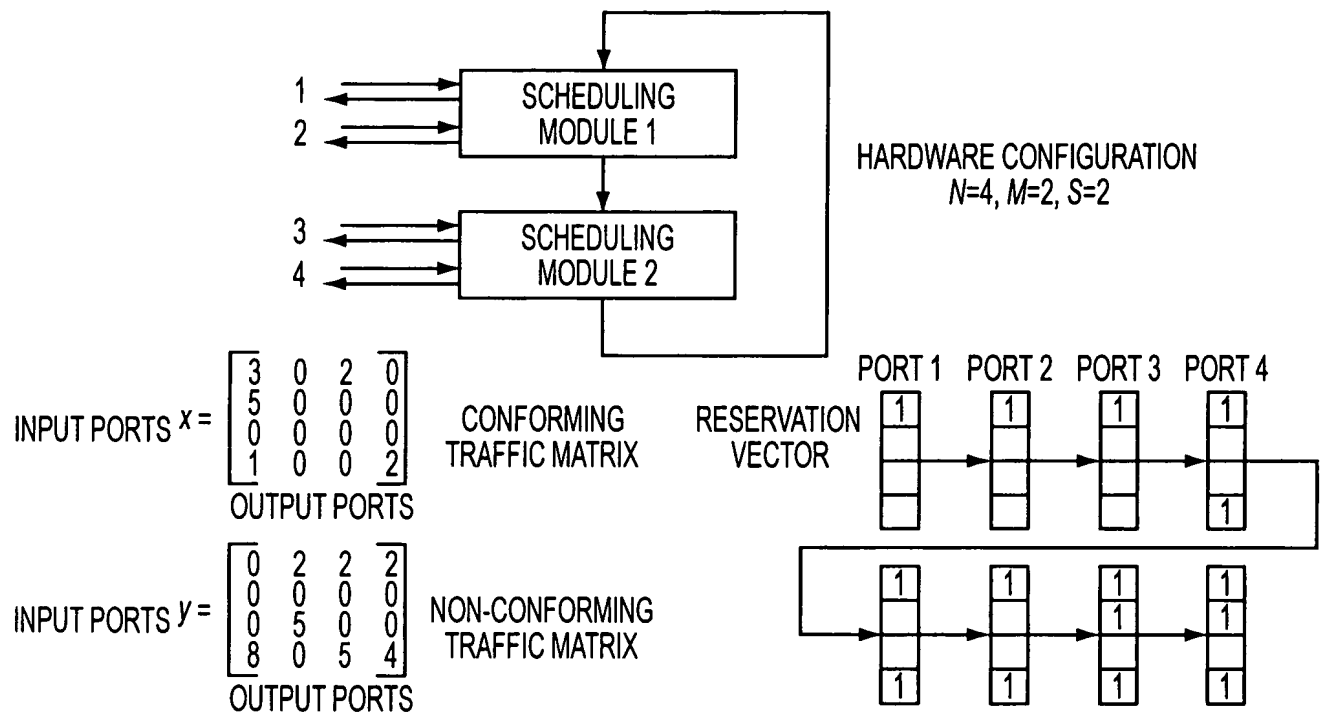 1
2
SCHEDULING
MODULE 1
3
4
SCHEDULING
MODULE 2
HARDWARE CONFIGURATION
N=4, M=2, S=2
INPUT PORTS x =
3 0 2 0
5 0 0 0
0 0 0 0
1 0 0 2
OUTPUT PORTS
CONFORMING
TRAFFIC MATRIX
INPUT PORTS y =
0 2 2 2
0 0 0 0
0 5 0 0
8 0 5 4
OUTPUT PORTS
NON-CONFORMING
TRAFFIC MATRIX
RESERVATION
VECTOR
PORT 1 PORT 2 PORT 3 PORT 4
1 1 1 1
1
1 1 1 1
1 1
1 1 1 1